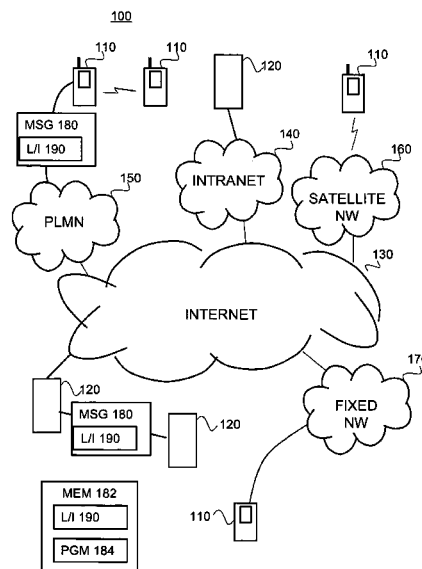 100
110
110
120
110
MSG 180
L/I 190
140
INTRANET
160
SATELLITE
NW
150
PLMN
130
INTERNET
120
MSG 180
L/I 190
120
170
FIXED
NW
MEM 182
L/I 190
PGM 184
110